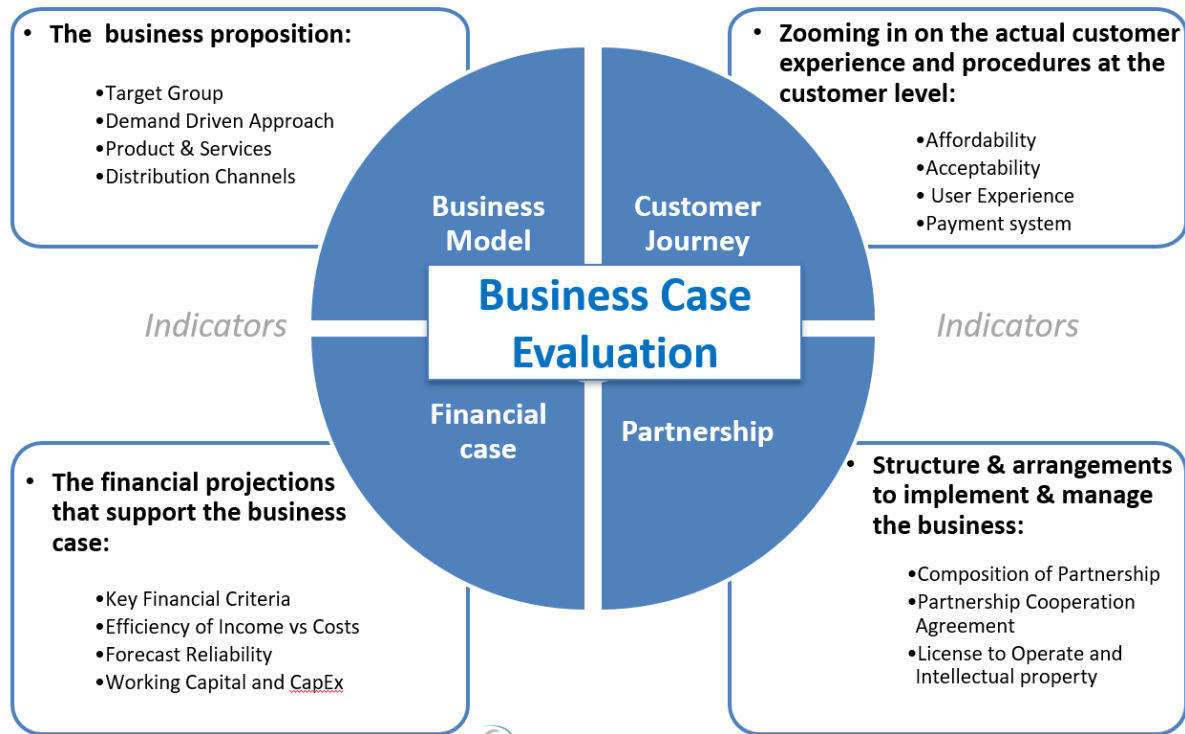 • The business proposition:
•Target Group
•Demand Driven Approach
•Product & Services
•Distribution Channels
• Zooming in on the actual customer
experience and procedures at the
customer level:
•Affordability
•Acceptability
• User Experience
•Payment system
Business
Model
Customer
Journey
Business Case
Evaluation
Indicators
Indicators
Financial
case
Partnership
• The financial projections
that support the business
case:
•Key Financial Criteria
•Efficiency of Income vs Costs
•Forecast Reliability
•Working Capital and CapEx
• Structure & arrangements
to implement & manage
the business:
•Composition of Partnership
•Partnership Cooperation
Agreement
•License to Operate and
Intellectual property